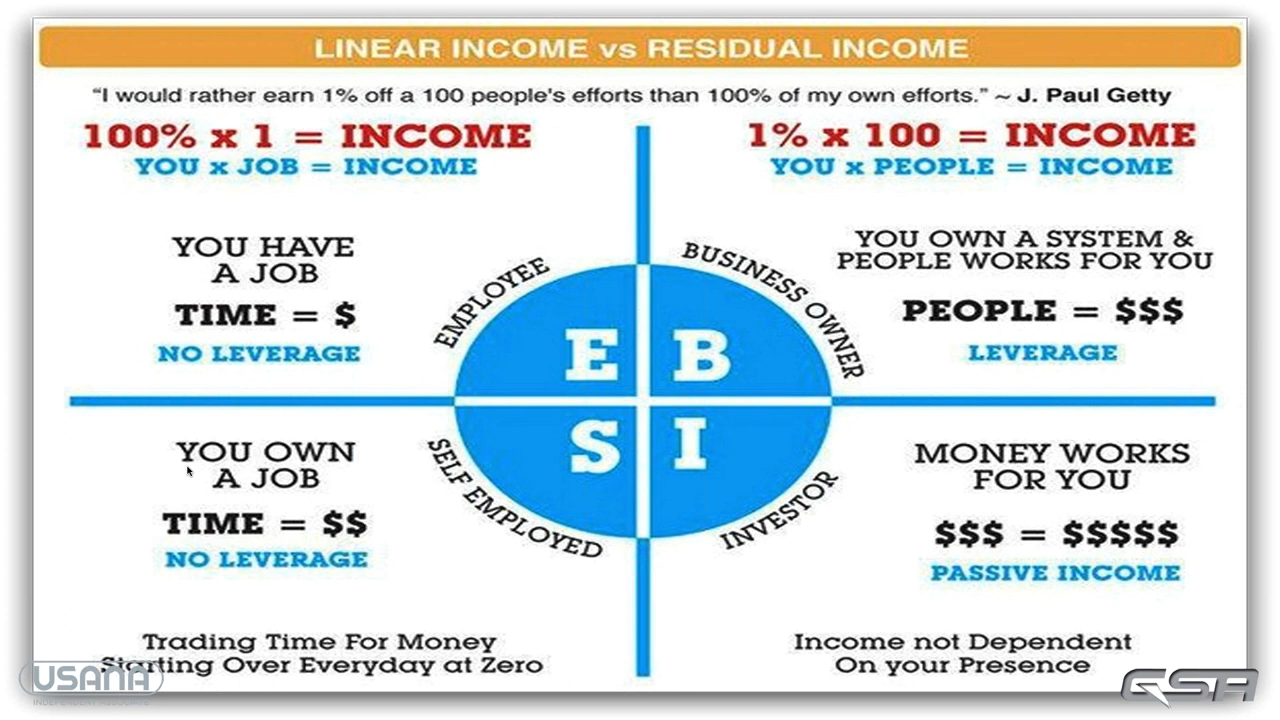 LINEAR INCOME vs RESIDUAL INCOME
“I would rather earn 1% off a 100 people's efforts than 100% of my own efforts.” ~ J. Paul Getty
100% x 1 = INCOME
YOU x JOB = INCOME
1% x 100 = INCOME
YOU x PEOPLE = INCOME
YOU HAVE
A JOB
TIME = $
NO LEVERAGE
EMPLOYEE
BUSINESS OWNER
YOU OWN A SYSTEM &
PEOPLE WORKS FOR YOU
PEOPLE = $$$
LEVERAGE
E B
S I
YOU OWN
A JOB
TIME = $$
NO LEVERAGE
SELF EMPLOYED
INVESTOR
MONEY WORKS
FOR YOU
$$$ = $$$$$
PASSIVE INCOME
Trading Time For Money
Starting Over Everyday at Zero
Income not Dependent
On your Presence
USANA
INDEPENDENT ASSOCIATE
GSA